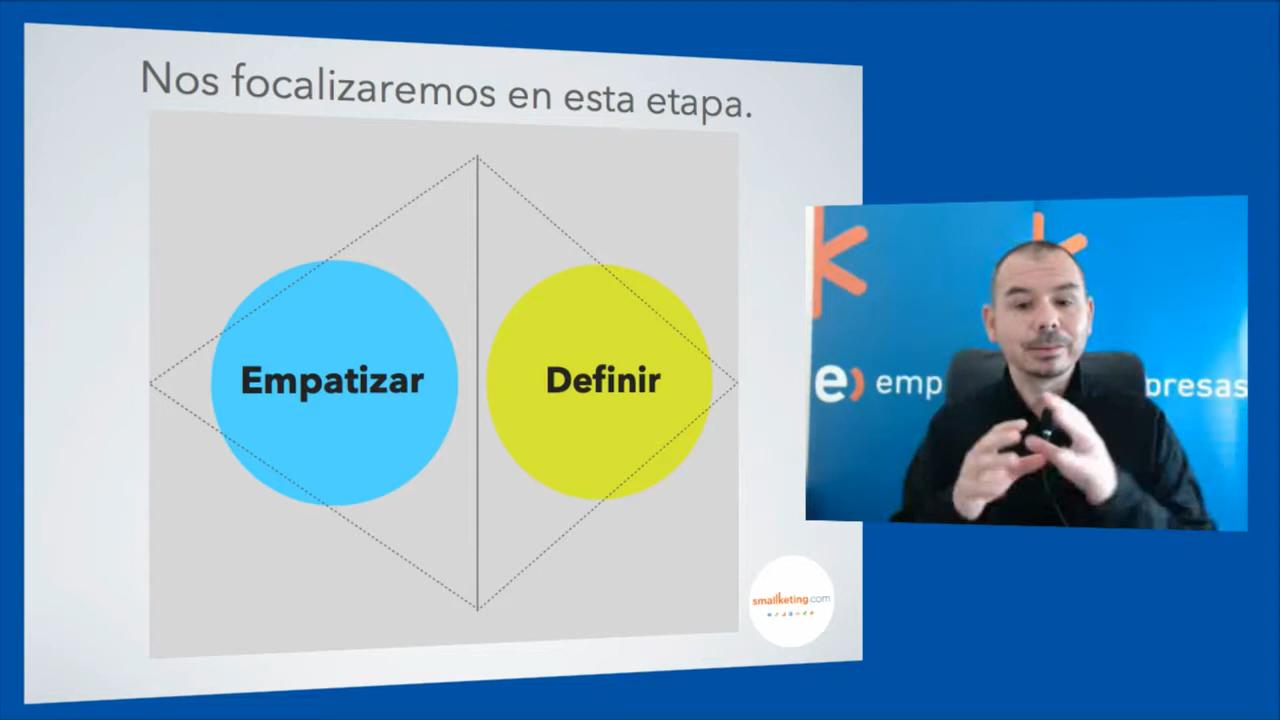 Nos focalizaremos en esta etapa.
Empatizar
Definir
smallketing.com
e) emp
presas